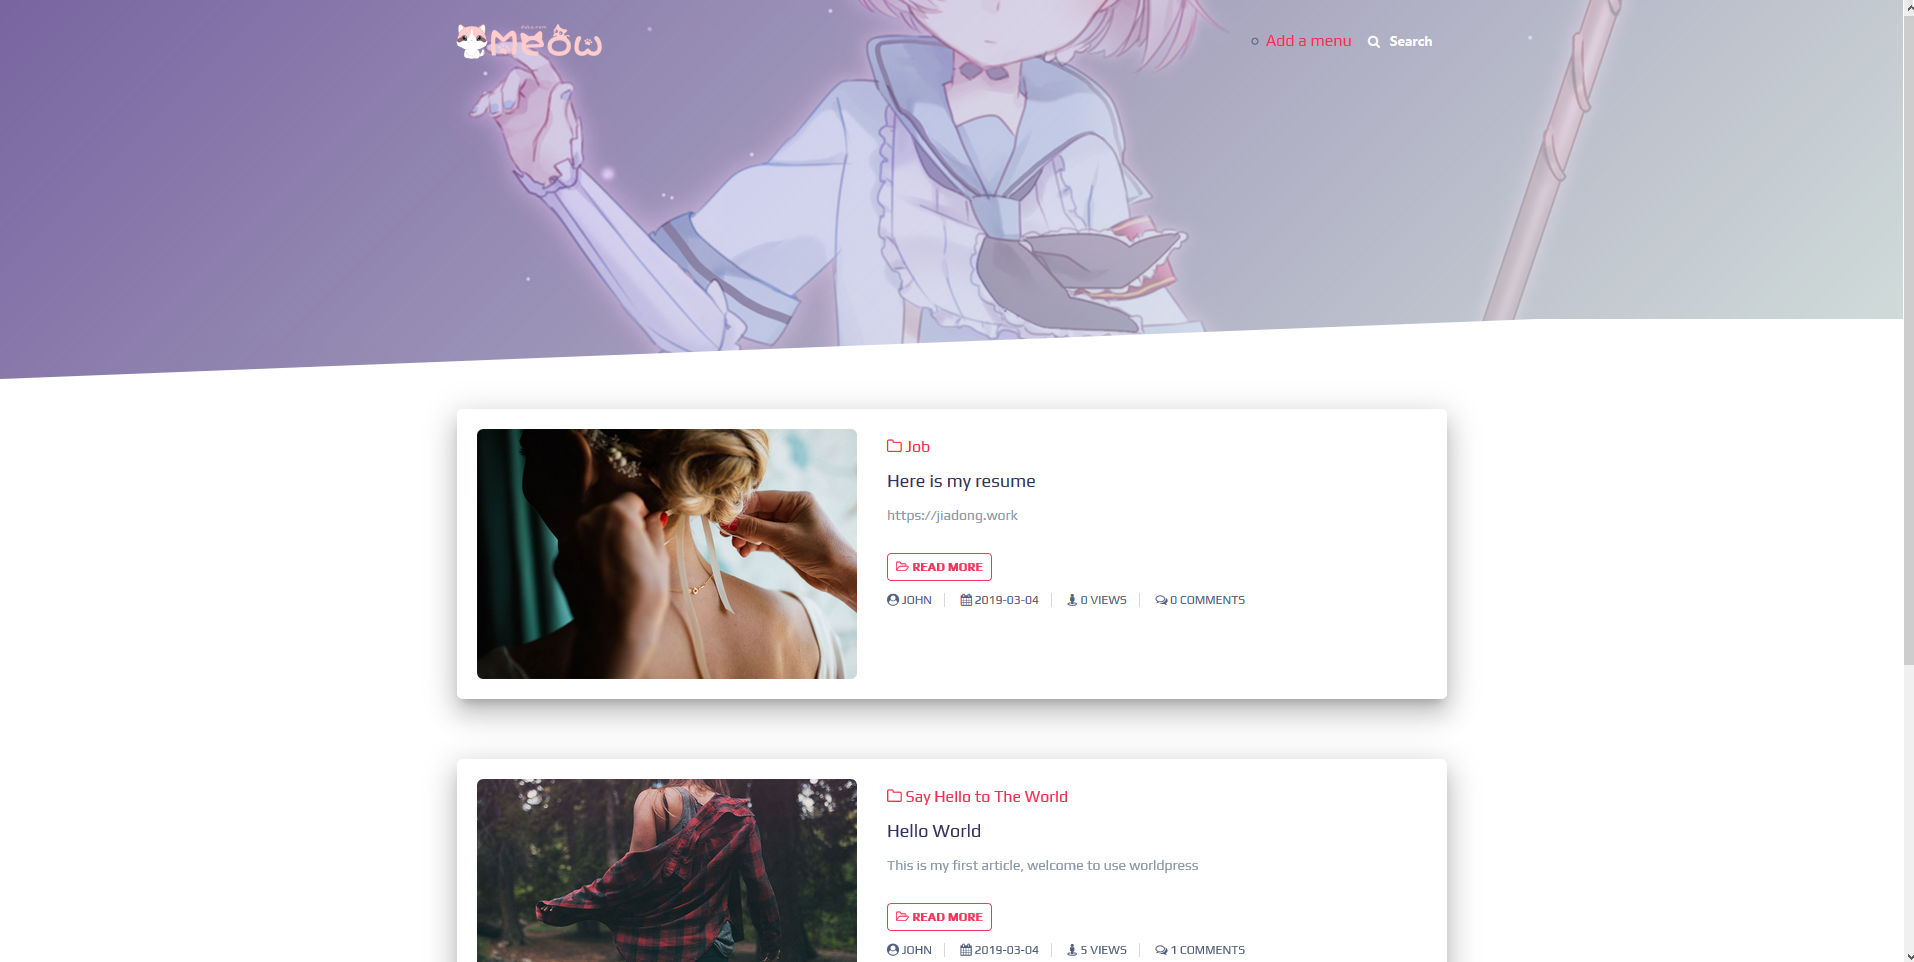 meow
Add a menu
Search
Job
Here is my resume
https://jiadong.work
READ MORE
JOHN 2019-03-04 0 VIEWS 0 COMMENTS
Say Hello to The World
Hello World
This is my first article, welcome to use worldpress
READ MORE
JOHN 2019-03-04 5 VIEWS 1 COMMENTS